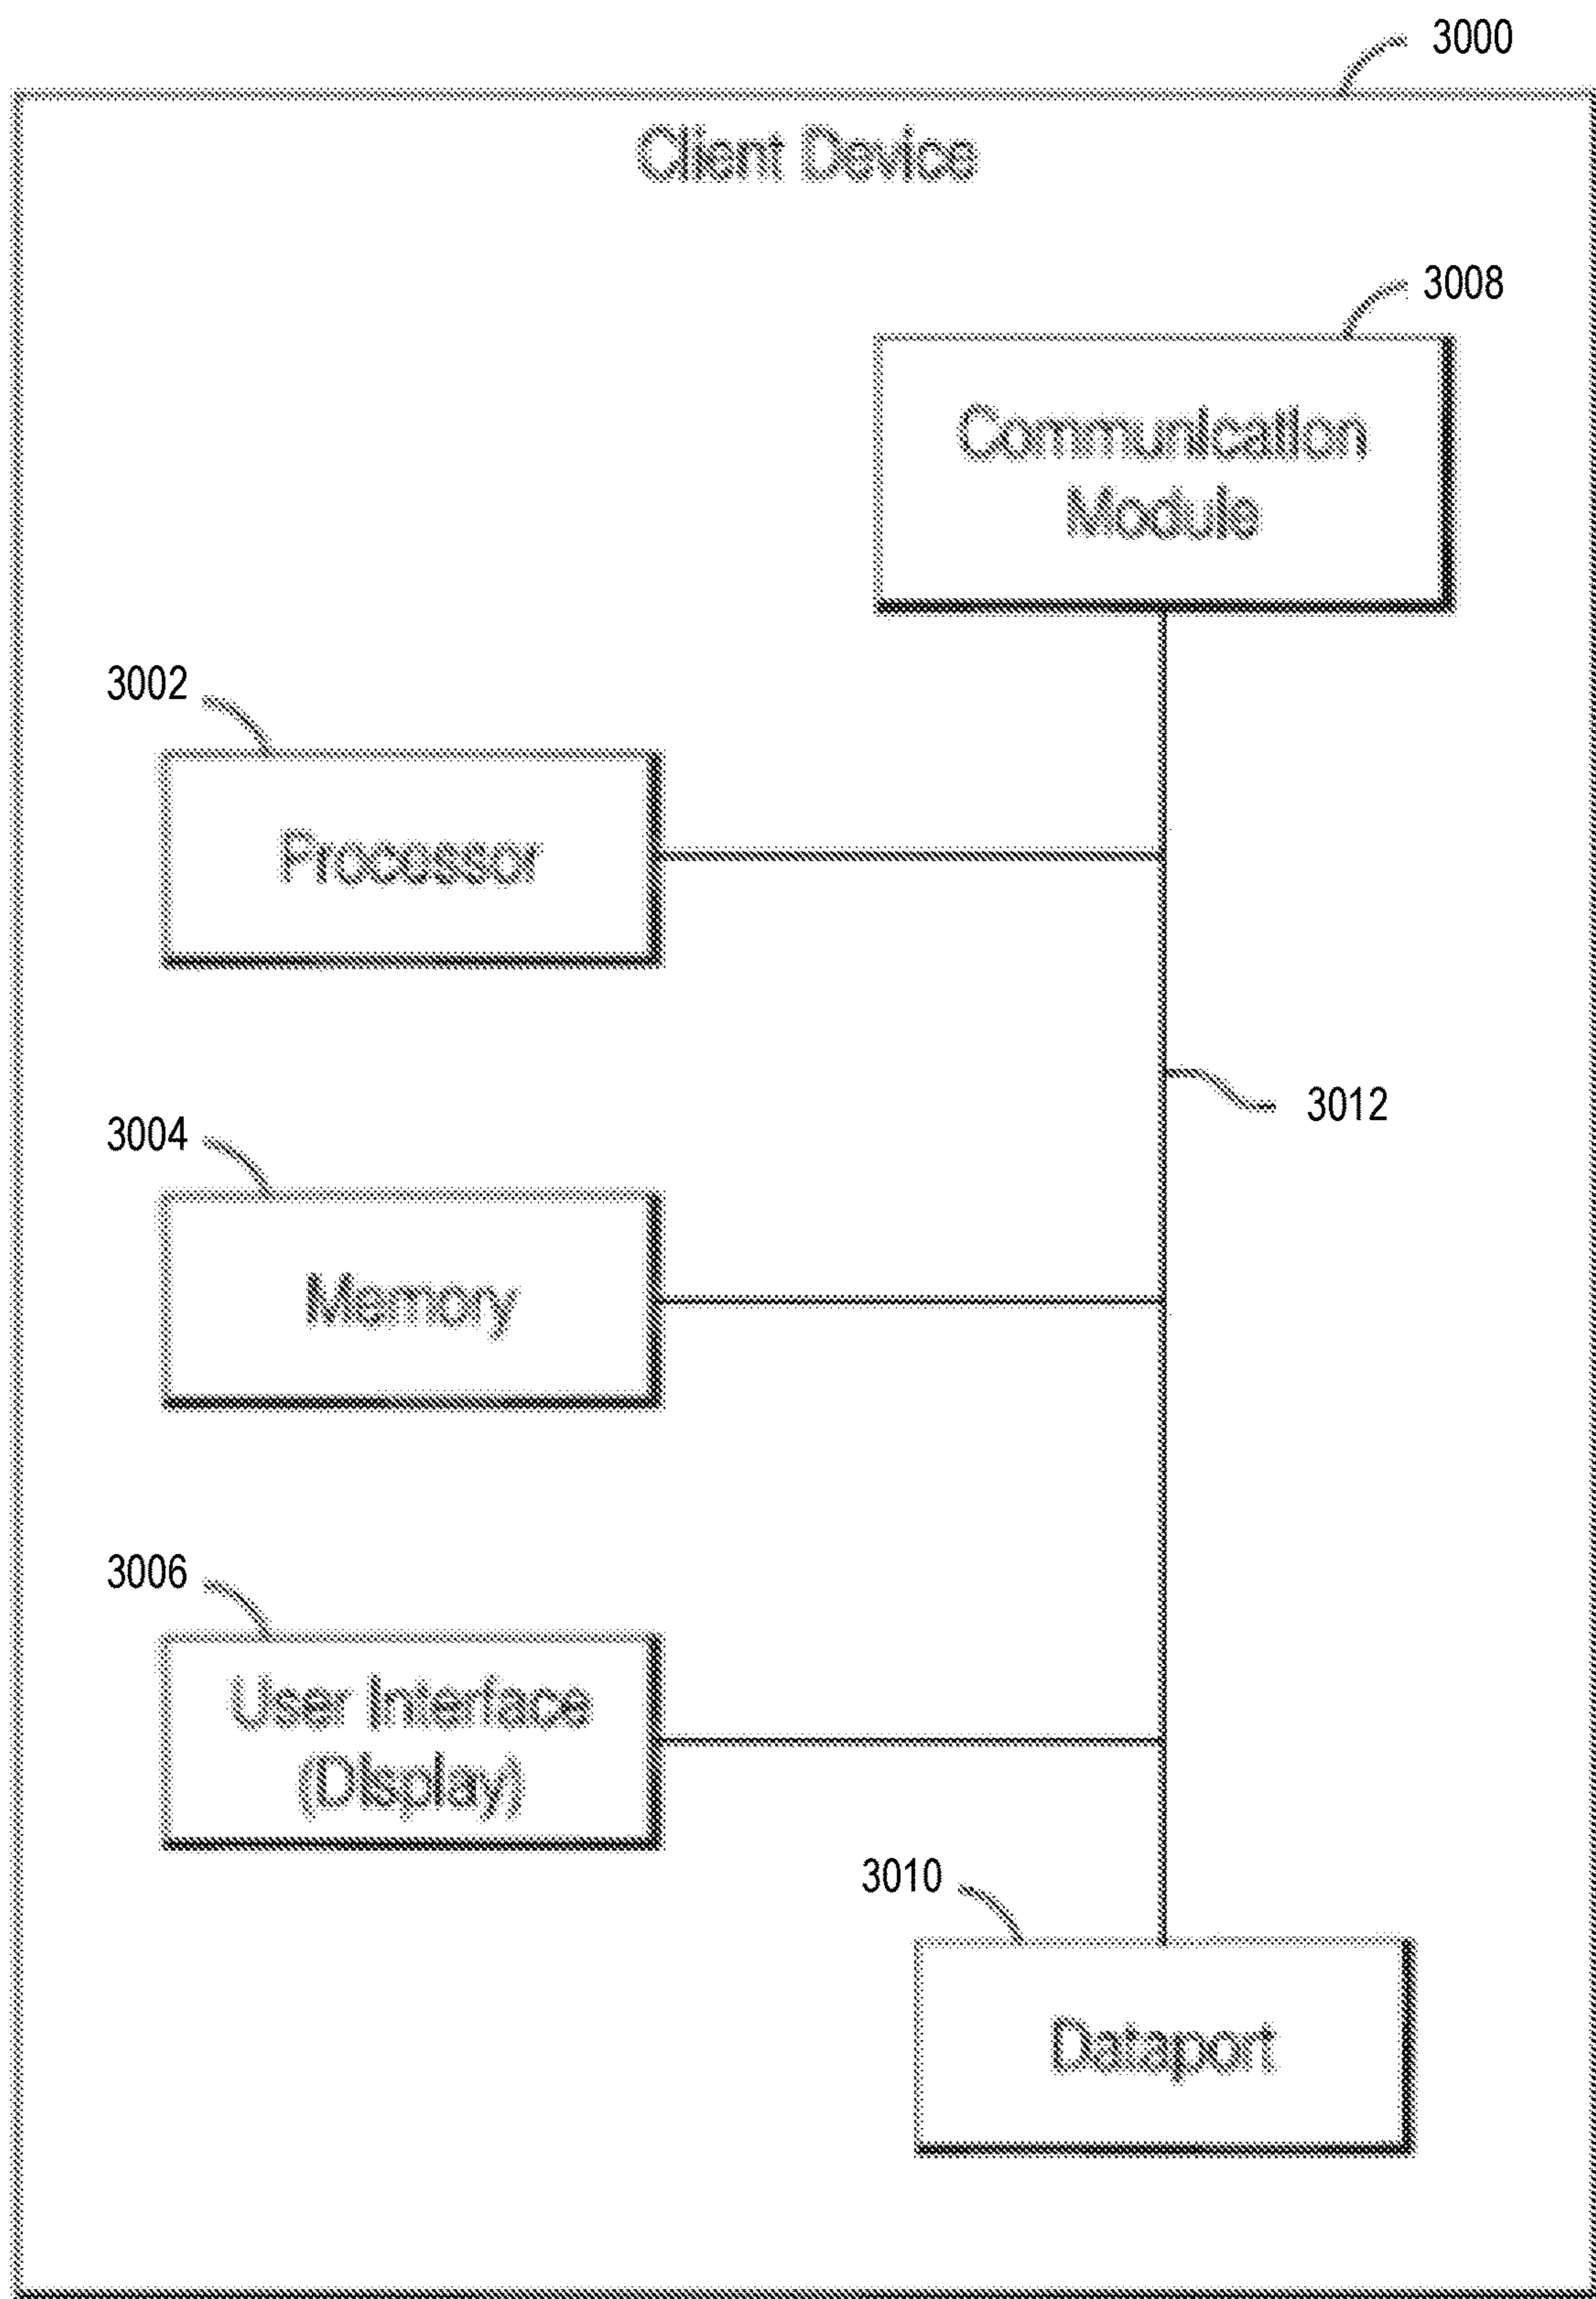 3000
Client Device
3008
Communication
Module
3002
Processor
3012
3004
Memory
3006
User Interface
(Display)
3010
Dataport